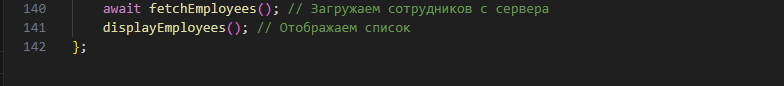 140 await fetchEmployees(); // Загружаем сотрудников с сервера
141 displayEmployees(); // Отображаем список
142 };